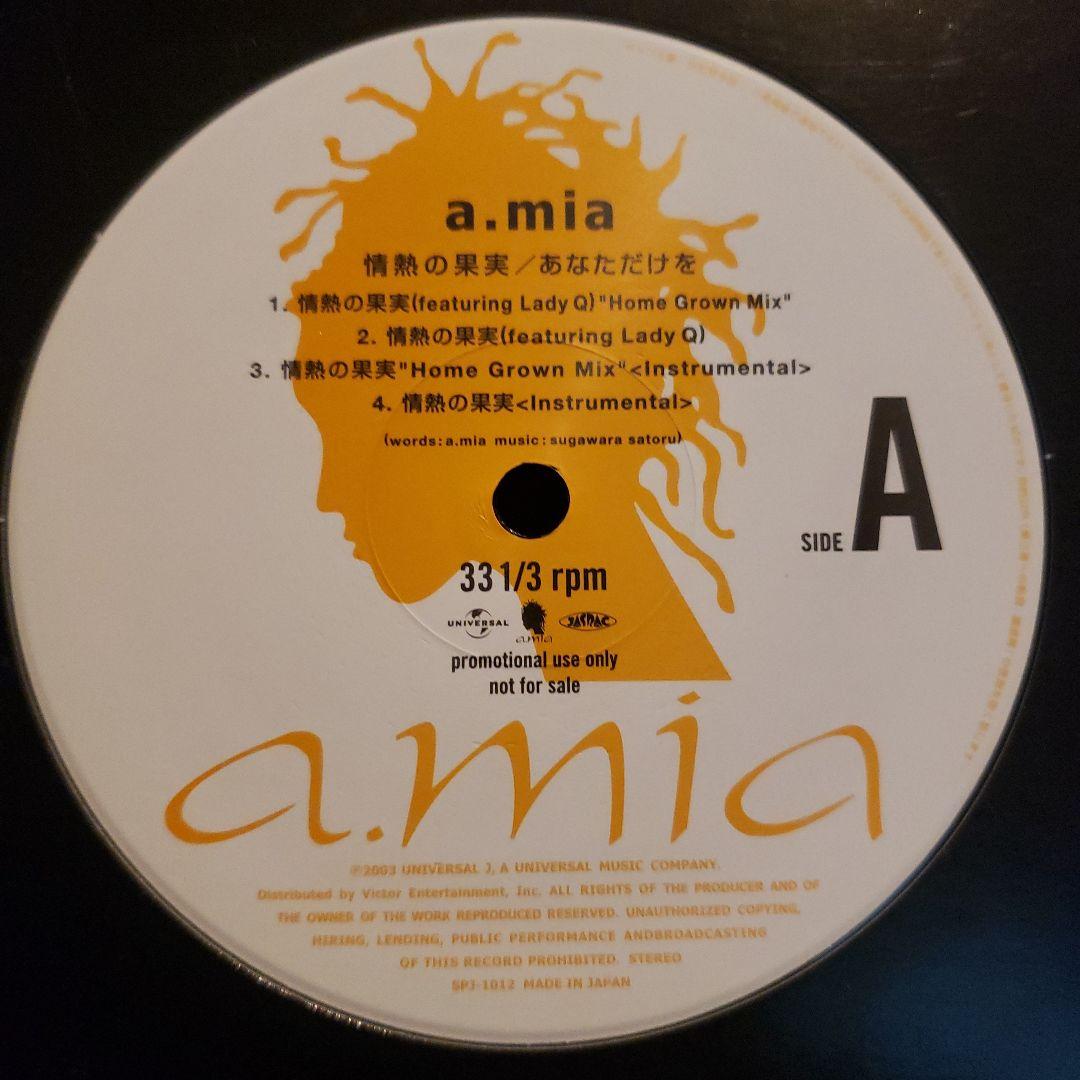 a.mia
情熱の果実/あなただけを
1. 情熱の果実(featuring Lady Q)"Home Grown Mix"
2. 情熱の果実(featuring Lady Q)
3. 情熱の果実"Home Grown Mix"<Instrumental>
4. 情熱の果実<Instrumental>
(words:a.mia music:sugawara satoru)
SIDE A
33 1/3 rpm
UNIVERSAL a.mia JASRAC
promotional use only
not for sale
a.mia
℗2003 UNIVERSAL J, A UNIVERSAL MUSIC COMPANY.
Distributed by Victor Entertainment, Inc. ALL RIGHTS OF THE PRODUCER AND OF
THE OWNER OF THE WORK REPRODUCED RESERVED. UNAUTHORIZED COPYING,
HIRING, LENDING, PUBLIC PERFORMANCE ANDBROADCASTING
OF THIS RECORD PROHIBITED. STEREO
SPJ-1012 MADE IN JAPAN